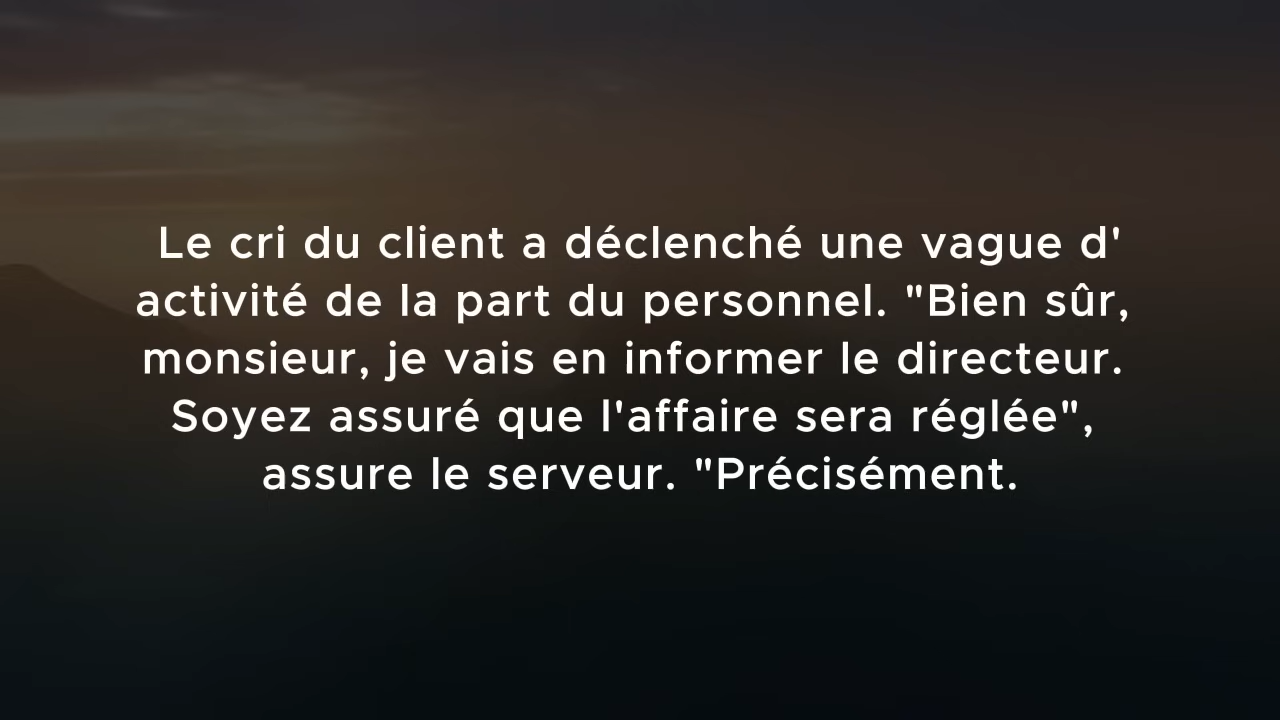 Le cri du client a déclenché une vague d'
activité de la part du personnel. "Bien sûr,
monsieur, je vais en informer le directeur.
Soyez assuré que l'affaire sera réglée",
assure le serveur. "Précisément.